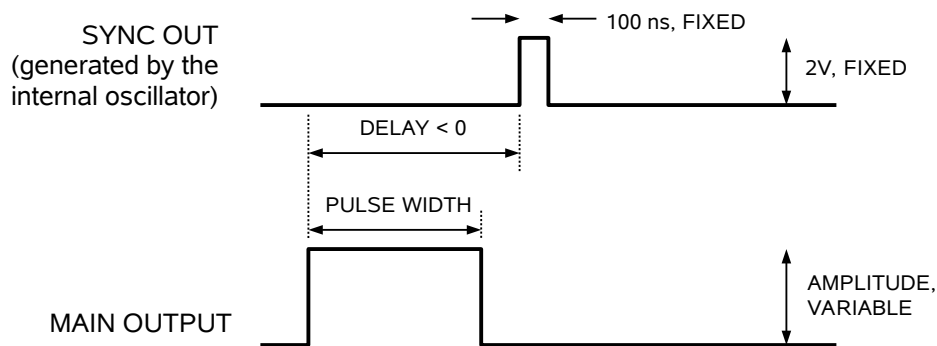 SYNC OUT
(generated by the
internal oscillator)
100 ns, FIXED
2V, FIXED
DELAY < 0
PULSE WIDTH
MAIN OUTPUT
AMPLITUDE,
VARIABLE